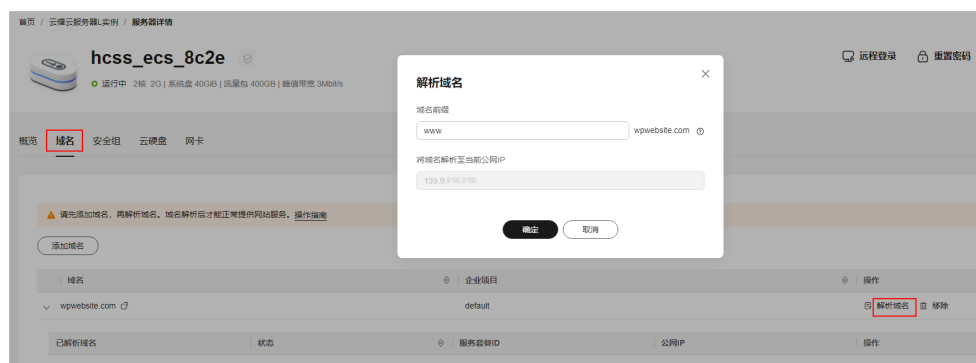 首页 / 云耀云服务器L实例 / 服务器详情
hcss_ecs_8c2e
运行中 2核 2G | 系统盘 40GiB | 流量包 400GB | 峰值带宽 3Mbit/s
远程登录 重置密码
概览 域名 安全组 云硬盘 网卡
解析域名
域名前缀
www wpwebsite.com
将域名解析至当前公网IP
139.9.
确定 取消
请先添加域名，再解析域名。域名解析后才能正常提供网站服务。操作指南
添加域名
域名 企业项目 操作
wpwebsite.com default 解析域名 移除
已解析域名 状态 服务套餐ID 公网IP 操作